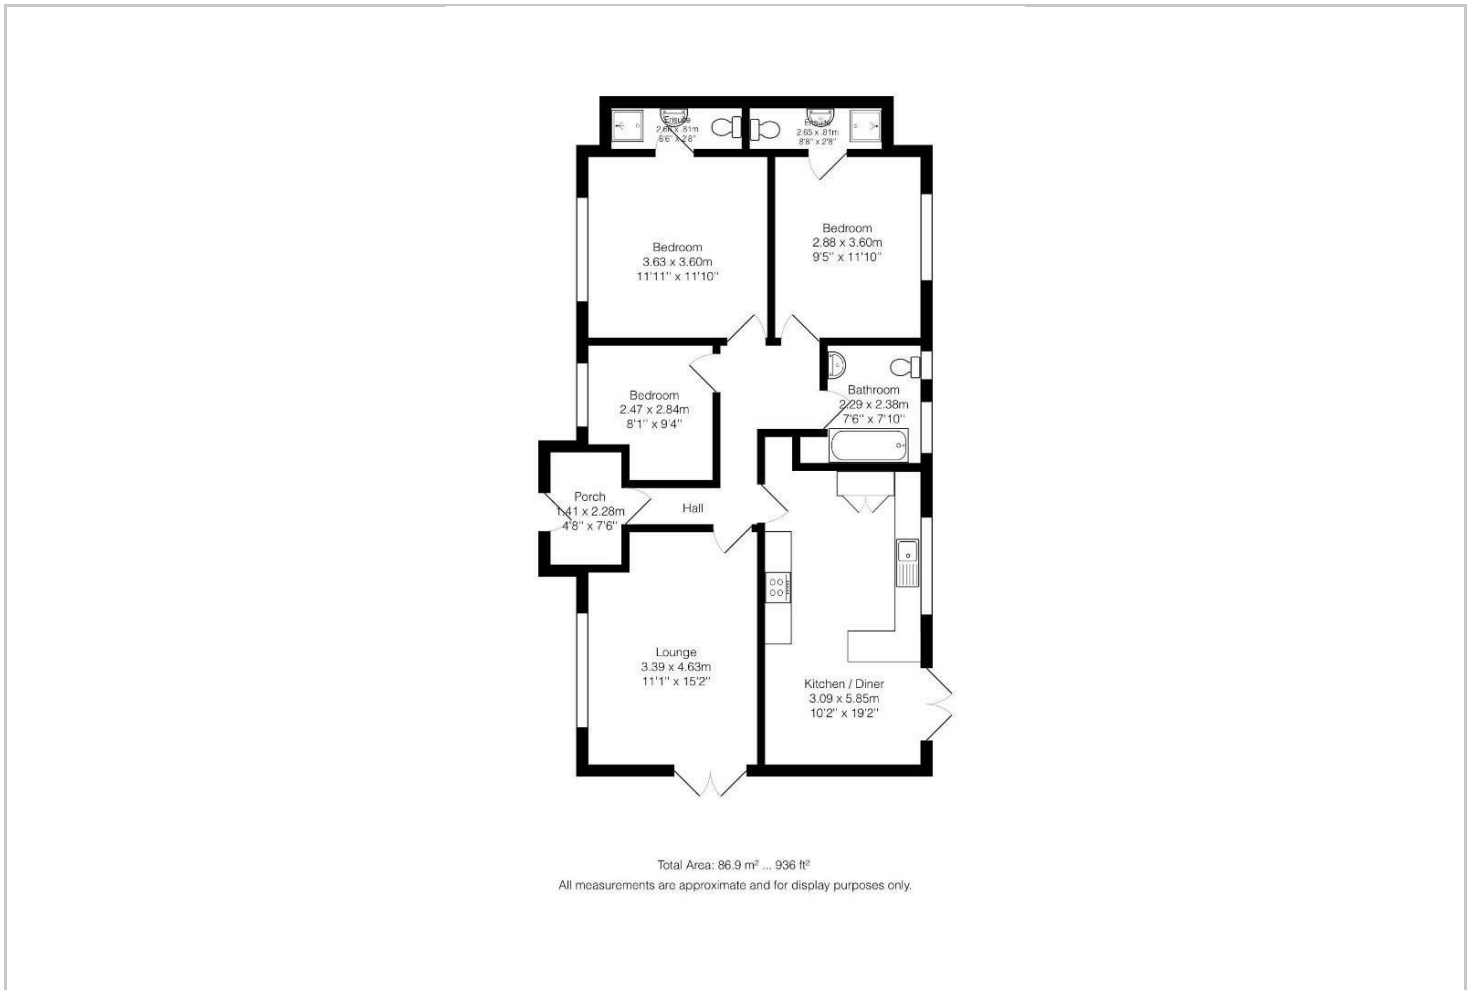 Ensuite
2.60 x .81m
8'6" x 2'8"
Ensuite
2.65 x .81m
8'8" x 2'8"
Bedroom
3.63 x 3.60m
11'11" x 11'10"
Bedroom
2.88 x 3.60m
9'5" x 11'10"
Bedroom
2.47 x 2.84m
8'1" x 9'4"
Bathroom
2.29 x 2.38m
7'6" x 7'10"
Porch
1.41 x 2.28m
4'8" x 7'6"
Hall
Lounge
3.39 x 4.63m
11'1" x 15'2"
Kitchen / Diner
3.09 x 5.85m
10'2" x 19'2"
Total Area: 86.9 m² ... 936 ft²
All measurements are approximate and for display purposes only.